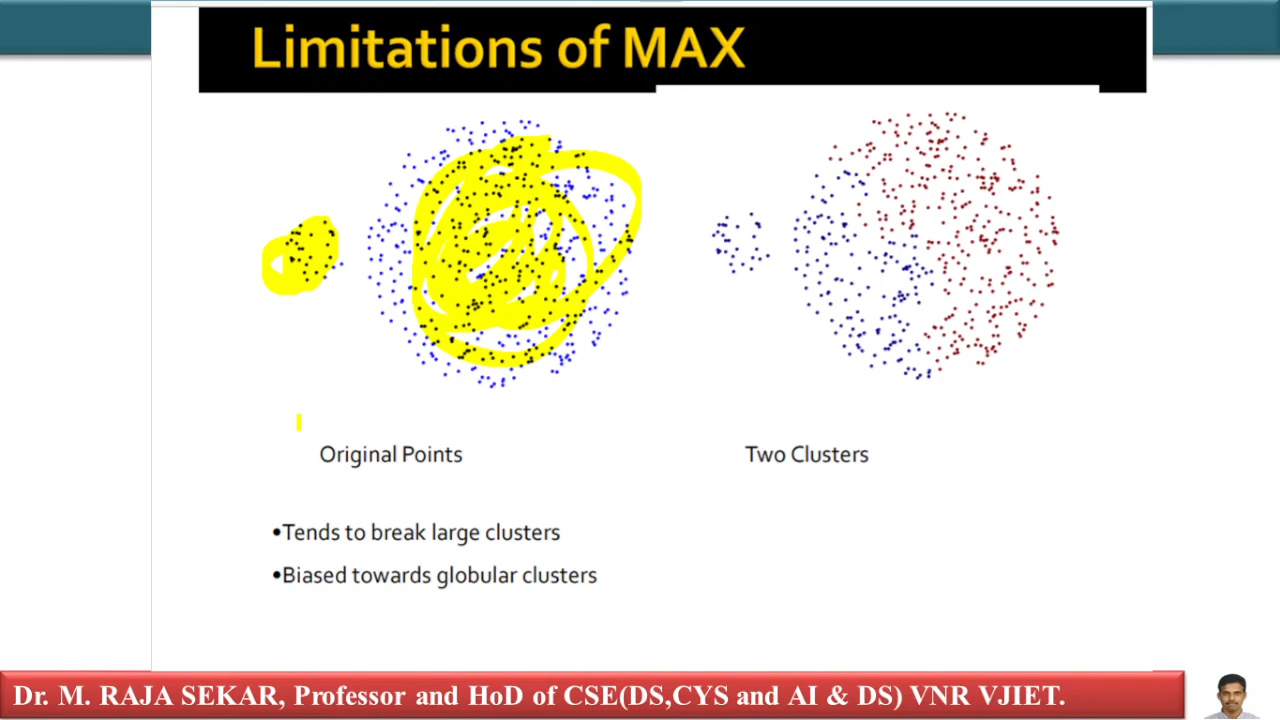 Limitations of MAX
Original Points
Two Clusters
•Tends to break large clusters
•Biased towards globular clusters
Dr. M. RAJA SEKAR, Professor and HoD of CSE(DS,CYS and AI & DS) VNR VJIET.